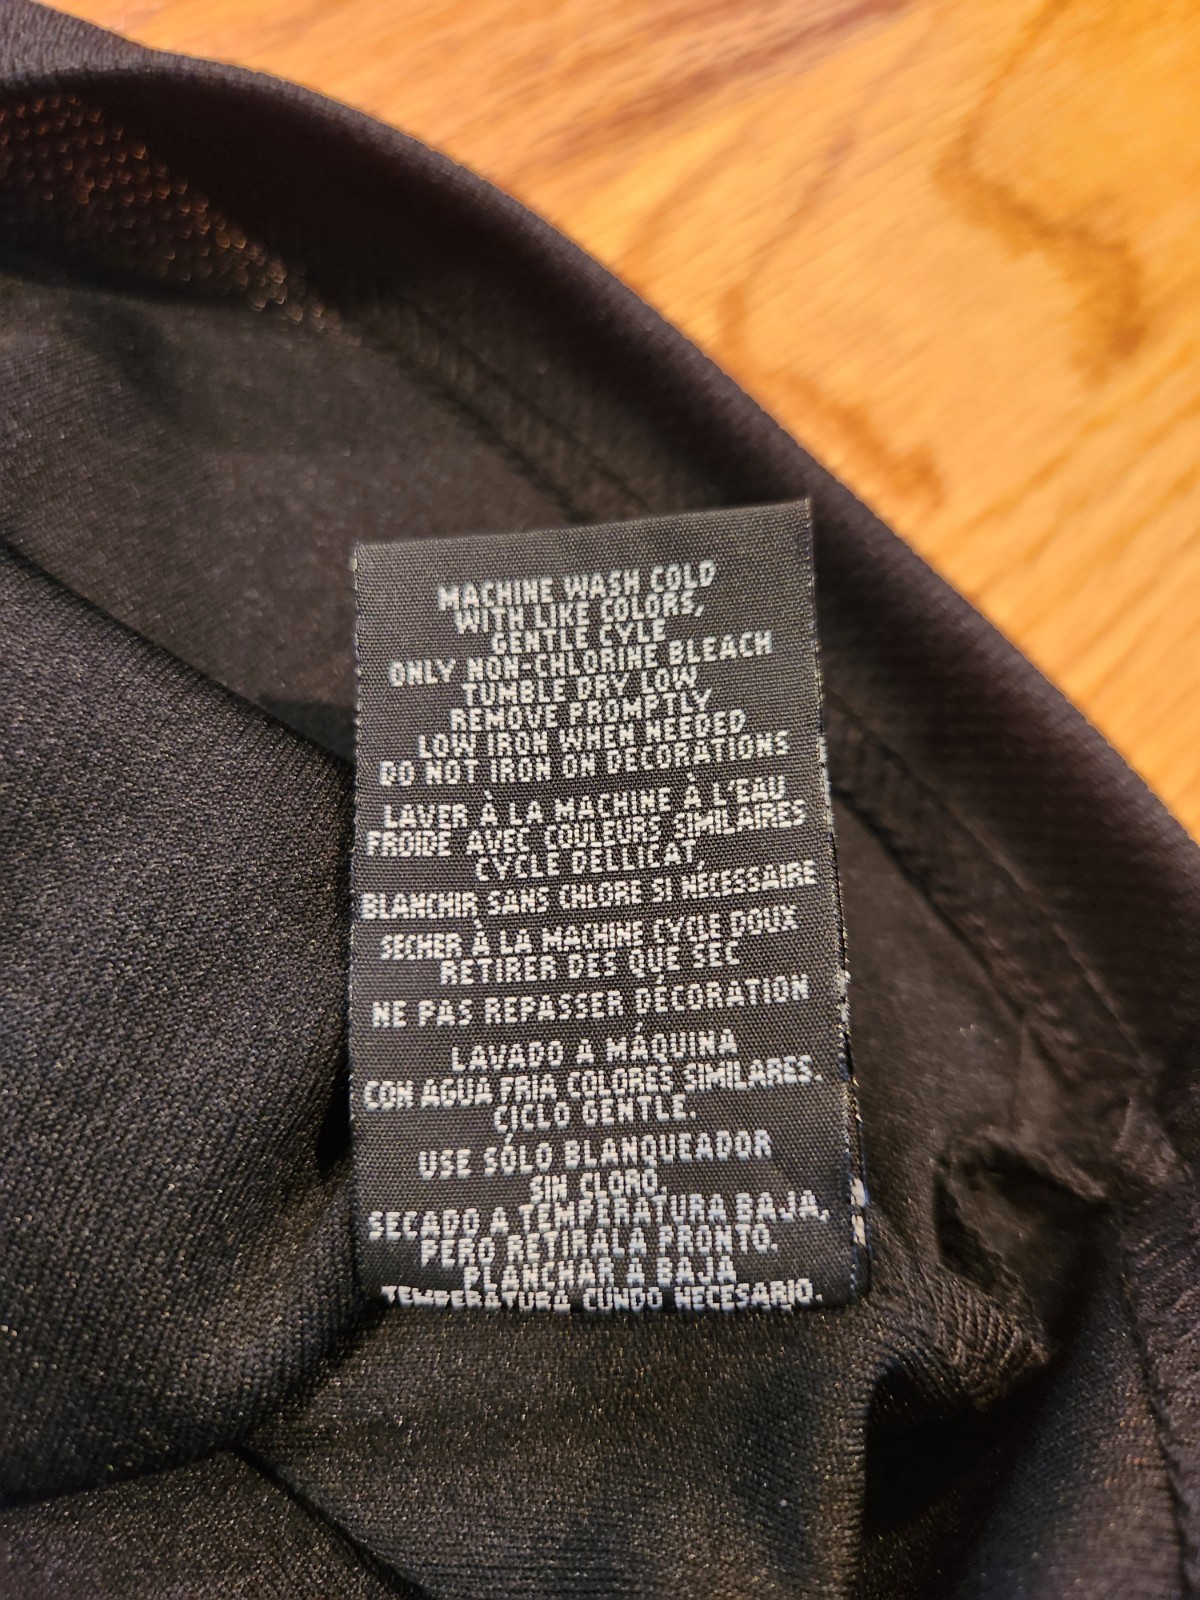 MACHINE WASH COLD
WITH LIKE COLORS,
GENTLE CYLE
ONLY NON-CHLORINE BLEACH
TUMBLE DRY LOW
REMOVE PROMPTLY
LOW IRON WHEN NEEDED
DO NOT IRON ON DECORATIONS
LAVER À LA MACHINE À L'EAU
FROIDE AVEC COULEURS SIMILAIRES
CYCLE DELLICAT,
BLANCHIR SANS CHLORE SI NÉCESSAIRE
SECHER À LA MACHINE CYCLE DOUX
RETIRER DES QUE SEC
NE PAS REPASSER DÉCORATION
LAVADO A MÁQUINA
CON AGUA FRIA COLORES SIMILARES.
CICLO GENTLE.
USE SÓLO BLANQUEADOR
SIN CLORO,
SECADO A TEMPERATURA BAJA,
PERO RETIRALA PRONTO.
PLANCHAR A BAJA
TEMPERATURA CUNDO NECESARIO.